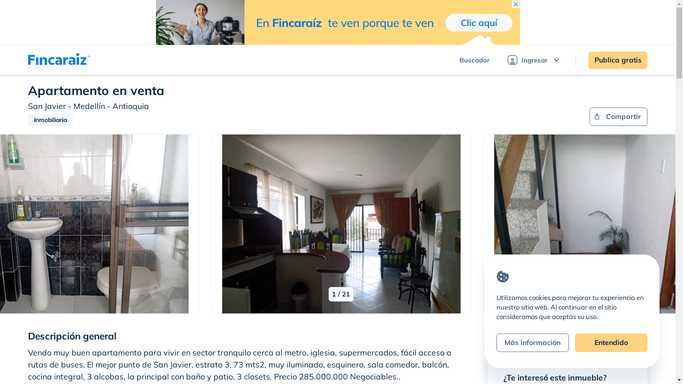 En Fincaraíz te ven porque te ven
Clic aquí
Fincaraíz
Buscador
Ingresar
Publica gratis
Apartamento en venta
San Javier - Medellín - Antioquia
Inmobiliaria
Compartir
1 / 21
Utilizamos cookies para mejorar tu experiencia en
nuestro sitio web. Al continuar en el sitio
consideramos que aceptas su uso.
Más información
Entendido
Descripción general
Vendo muy buen apartamento para vivir en sector tranquilo cerca al metro, iglesia, supermercados, fácil acceso a
rutas de buses. El mejor punto de San Javier. estrato 3, 73 mts2, muy iluminado, esquinero, sala comedor, balcón,
cocina integral, 3 alcobas, la principal con baño y patio, 3 closets. Precio 285.000.000 Negociables..
¿Te interesó este inmueble?